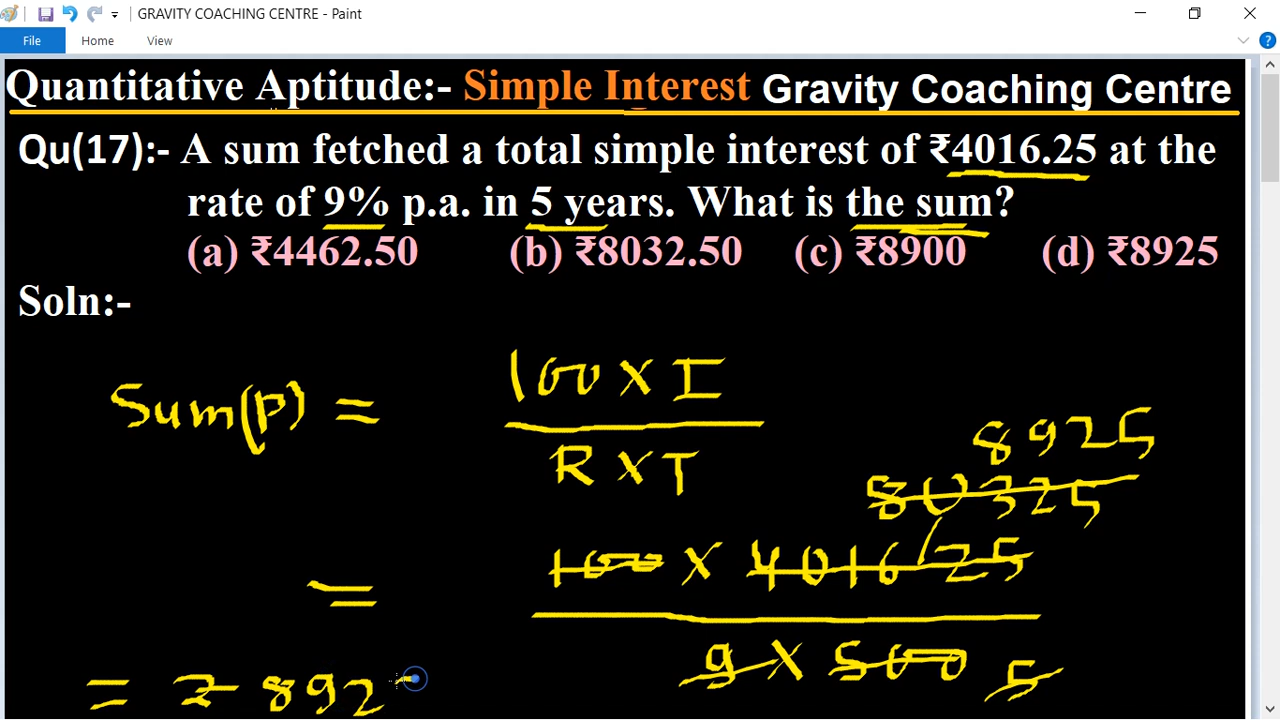 GRAVITY COACHING CENTRE - Paint
File Home View
Quantitative Aptitude:- Simple Interest Gravity Coaching Centre
Qu(17):- A sum fetched a total simple interest of ₹4016.25 at the
rate of 9% p.a. in 5 years. What is the sum?
(a) ₹4462.50 (b) ₹8032.50 (c) ₹8900 (d) ₹8925
Soln:-
100 X I
Sum(P) =
R X T
8925
80325
100 X 4016/25
=
9 X 500 5
= ₹ 892